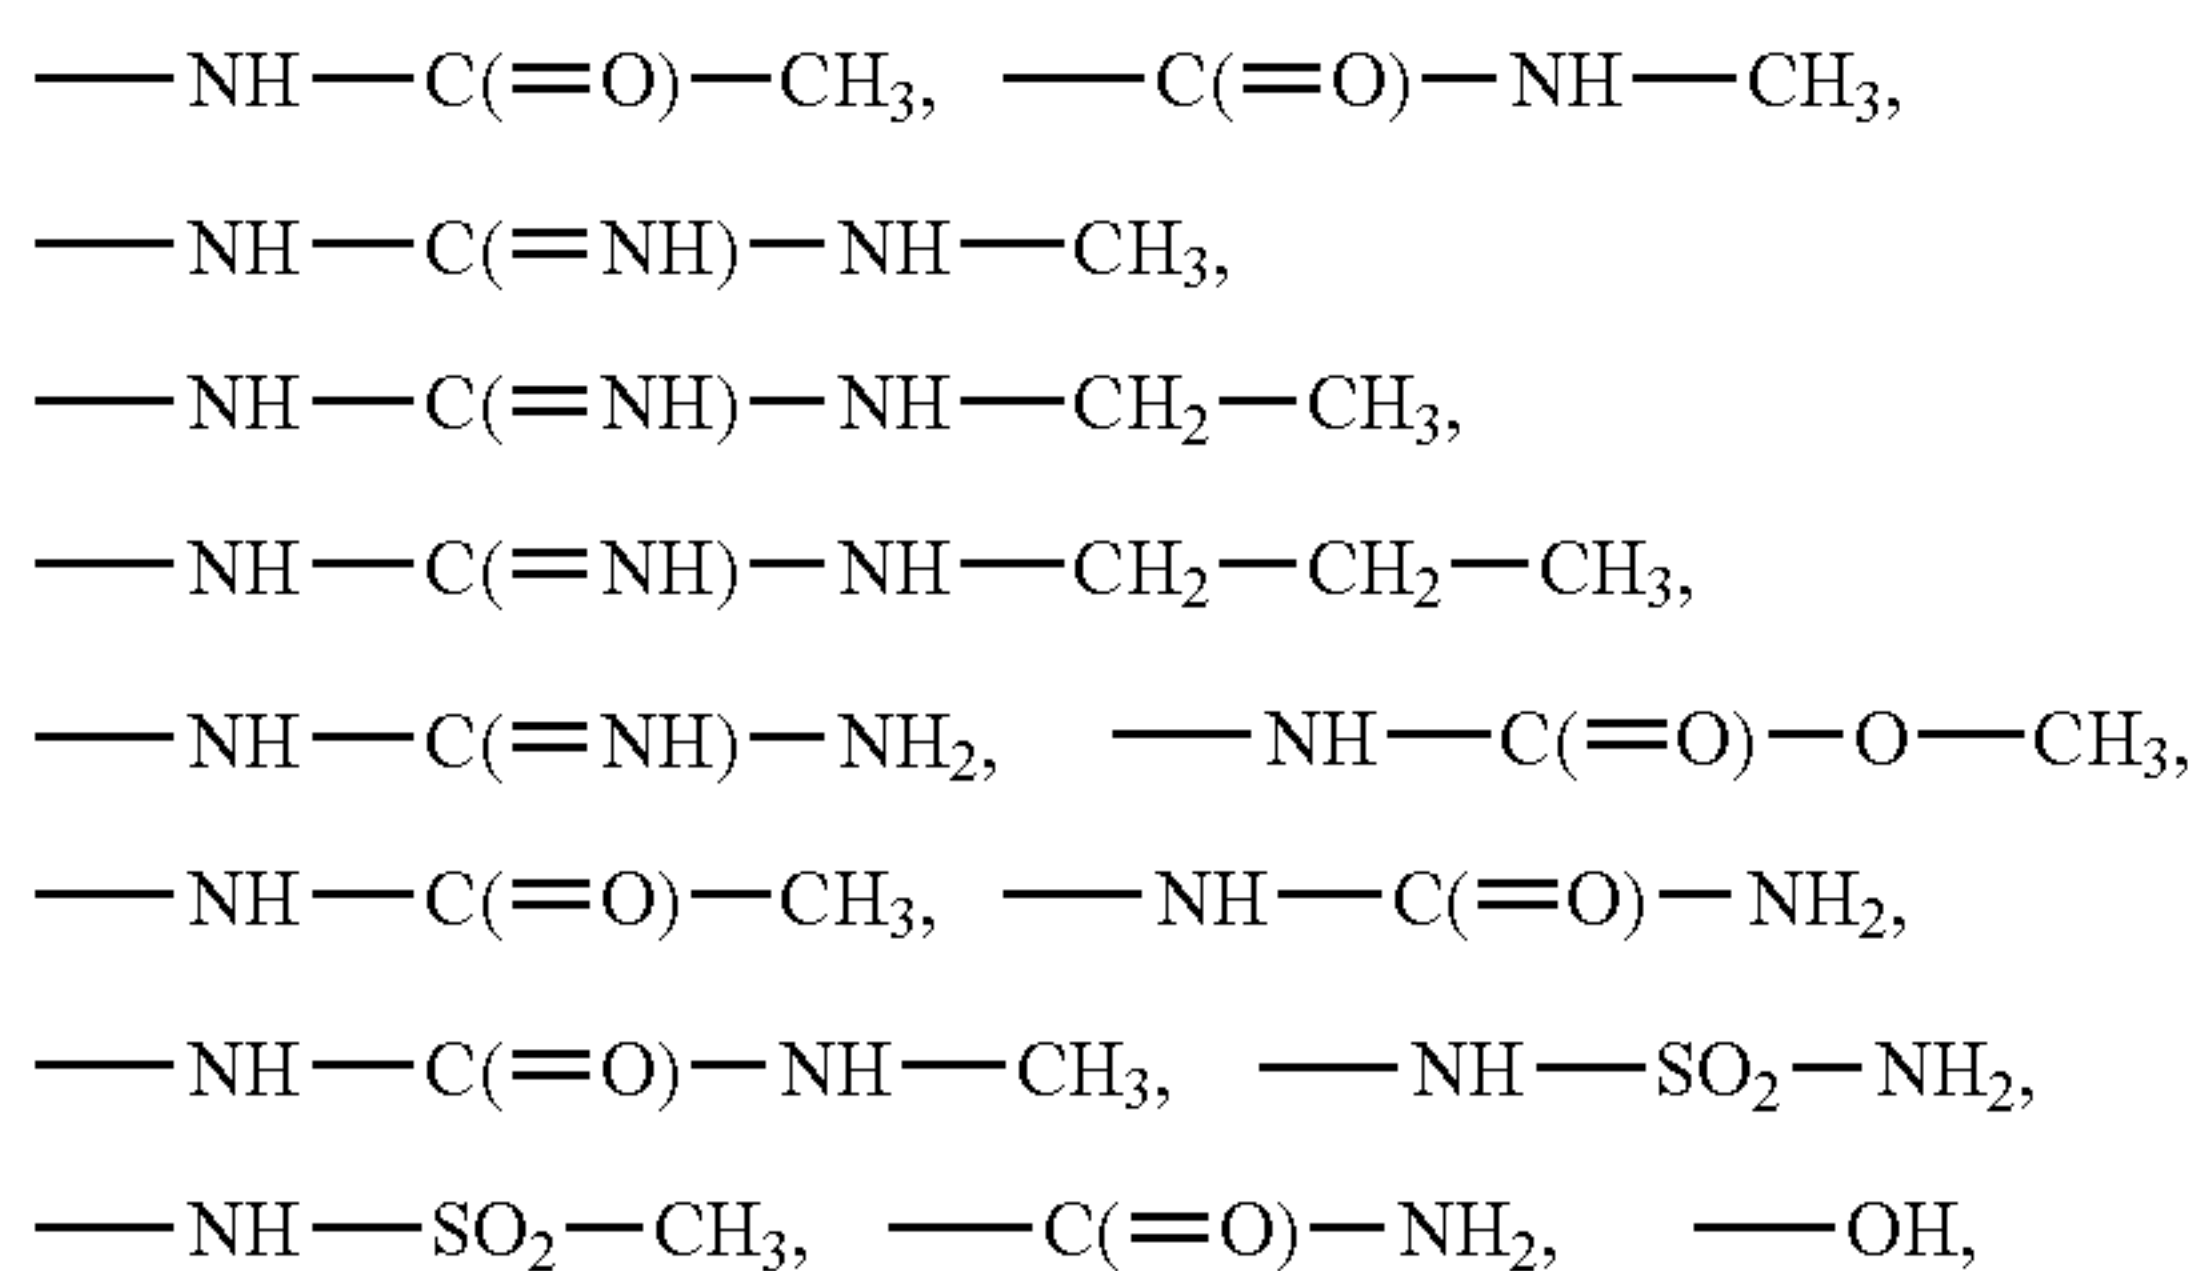 —NH—C(=O)—CH₃, —C(=O)—NH—CH₃,
—NH—C(=NH)—NH—CH₃,
—NH—C(=NH)—NH—CH₂—CH₃,
—NH—C(=NH)—NH—CH₂—CH₂—CH₃,
—NH—C(=NH)—NH₂, —NH—C(=O)—O—CH₃,
—NH—C(=O)—CH₃, —NH—C(=O)—NH₂,
—NH—C(=O)—NH—CH₃, —NH—SO₂—NH₂,
—NH—SO₂—CH₃, —C(=O)—NH₂, —OH,